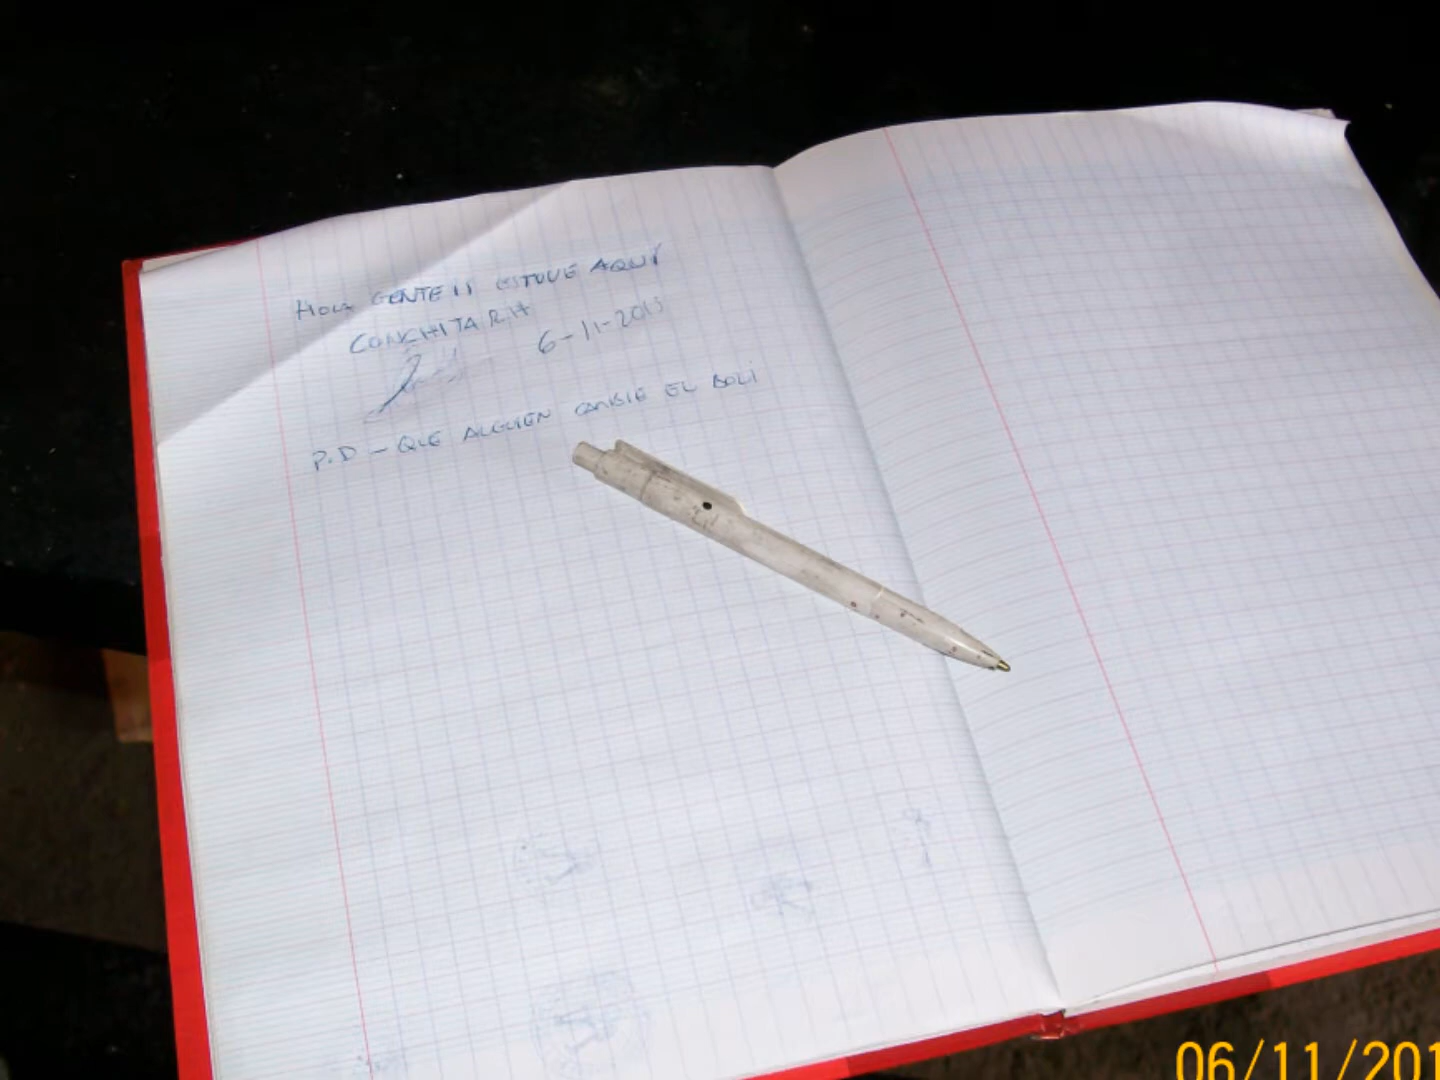 HOLA GENTE!! ESTUVE AQUÍ
CONCHITA R.H
6-11-2013
P.D - QUE ALGUIEN CAMBIE EL BOLI
06/11/201